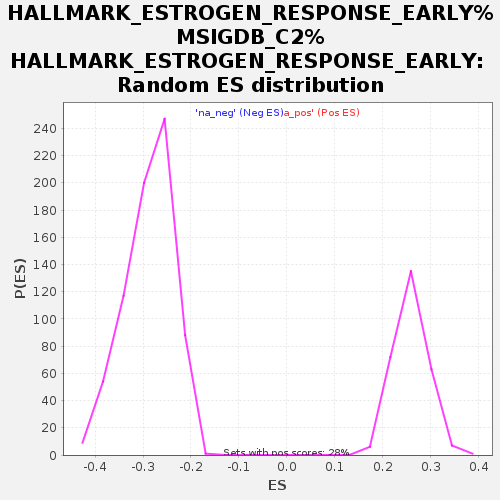 HALLMARK_ESTROGEN_RESPONSE_EARLY%
MSIGDB_C2%
HALLMARK_ESTROGEN_RESPONSE_EARLY:
Random ES distribution
'na_neg' (Neg ES)a_pos' (Pos ES)
240
220
200
180
160
140
120
100
80
60
40
20
0
P(ES)
Sets with pos scores: 28%
-0.4 -0.3 -0.2 -0.1 0.0 0.1 0.2 0.3 0.4
ES